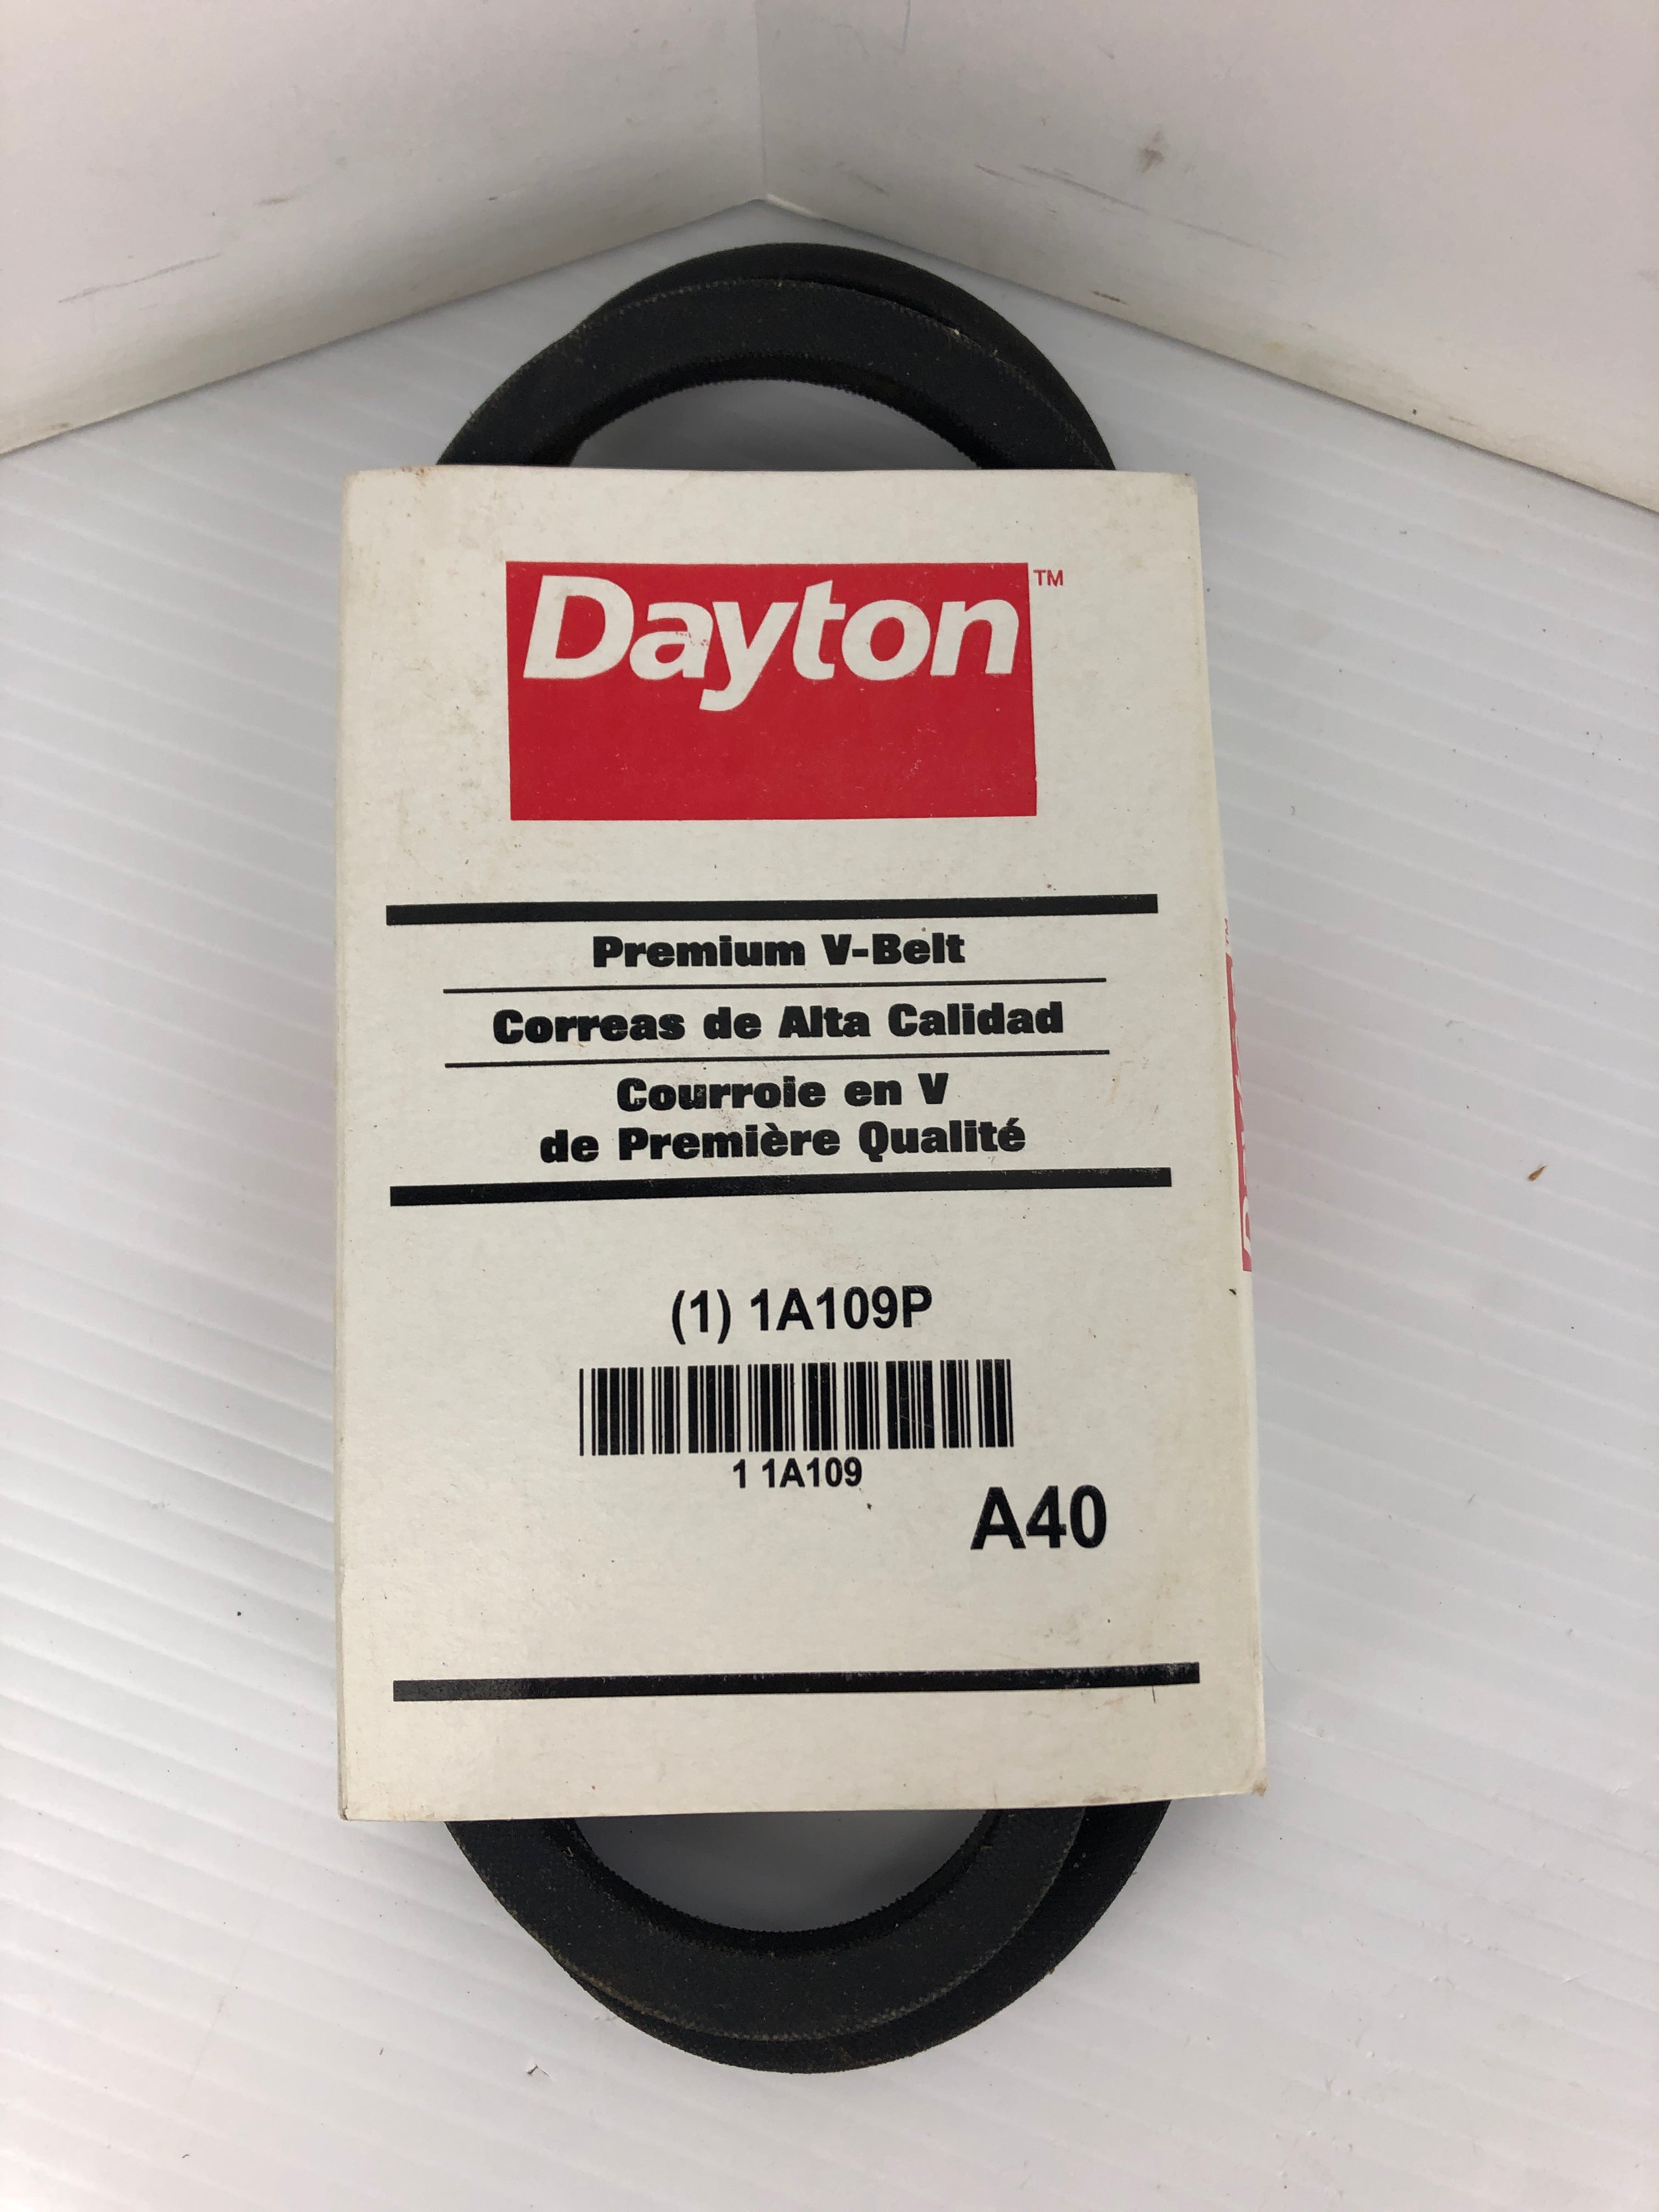 Dayton™
Premium V-Belt
Correas de Alta Calidad
Courroie en V
de Première Qualité
(1) 1A109P
1 1A109
A40